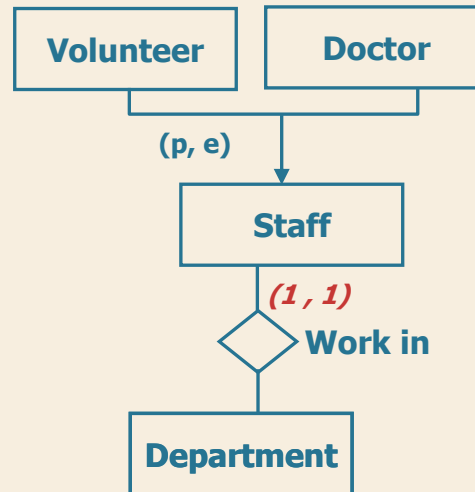 Volunteer
Doctor
(p, e)
Staff
(1 , 1)
Work in
Department